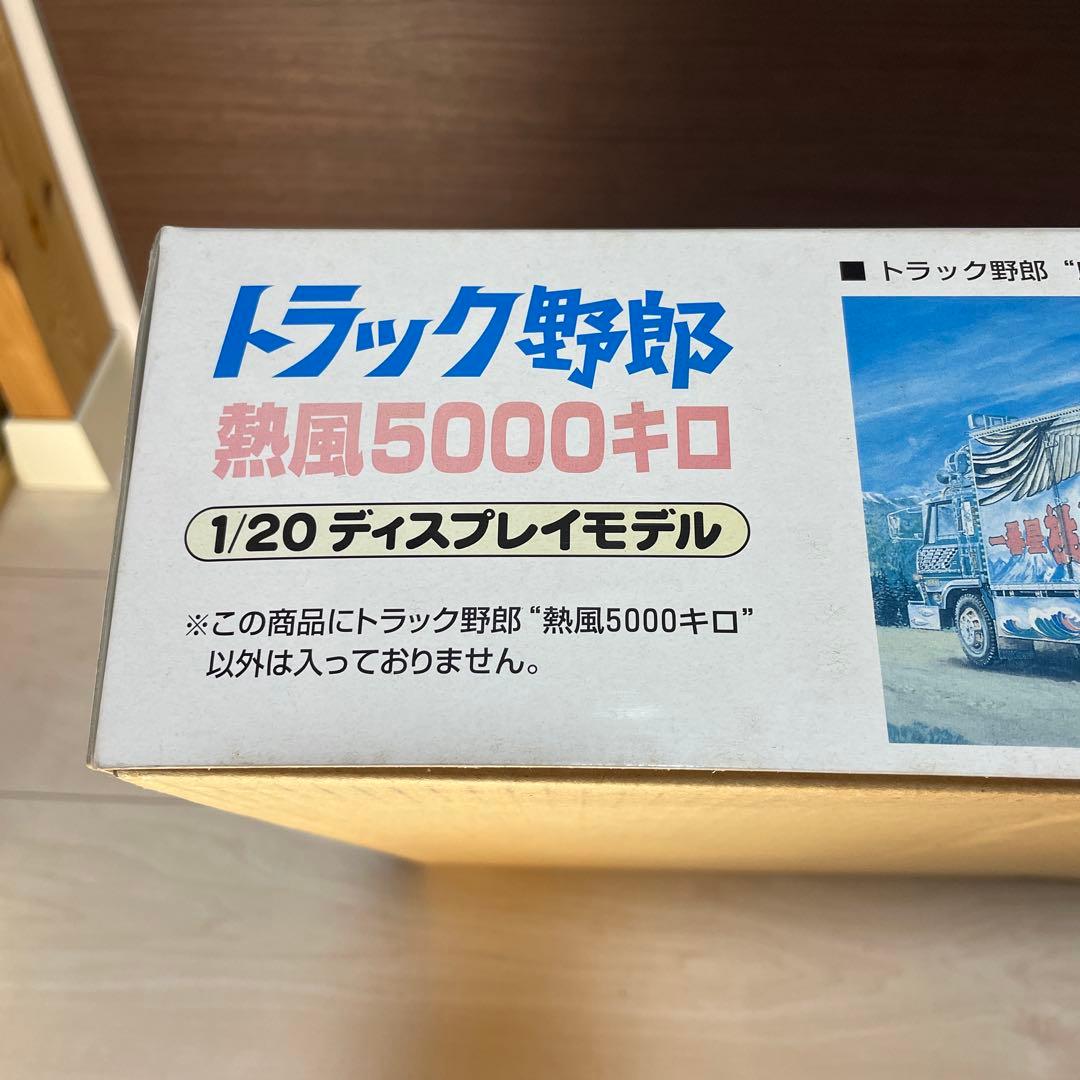 トラック野郎
熱風5000キロ
1/20 ディスプレイモデル
※この商品にトラック野郎“熱風5000キロ”
以外は入っておりません。
■ トラック野郎
一番星